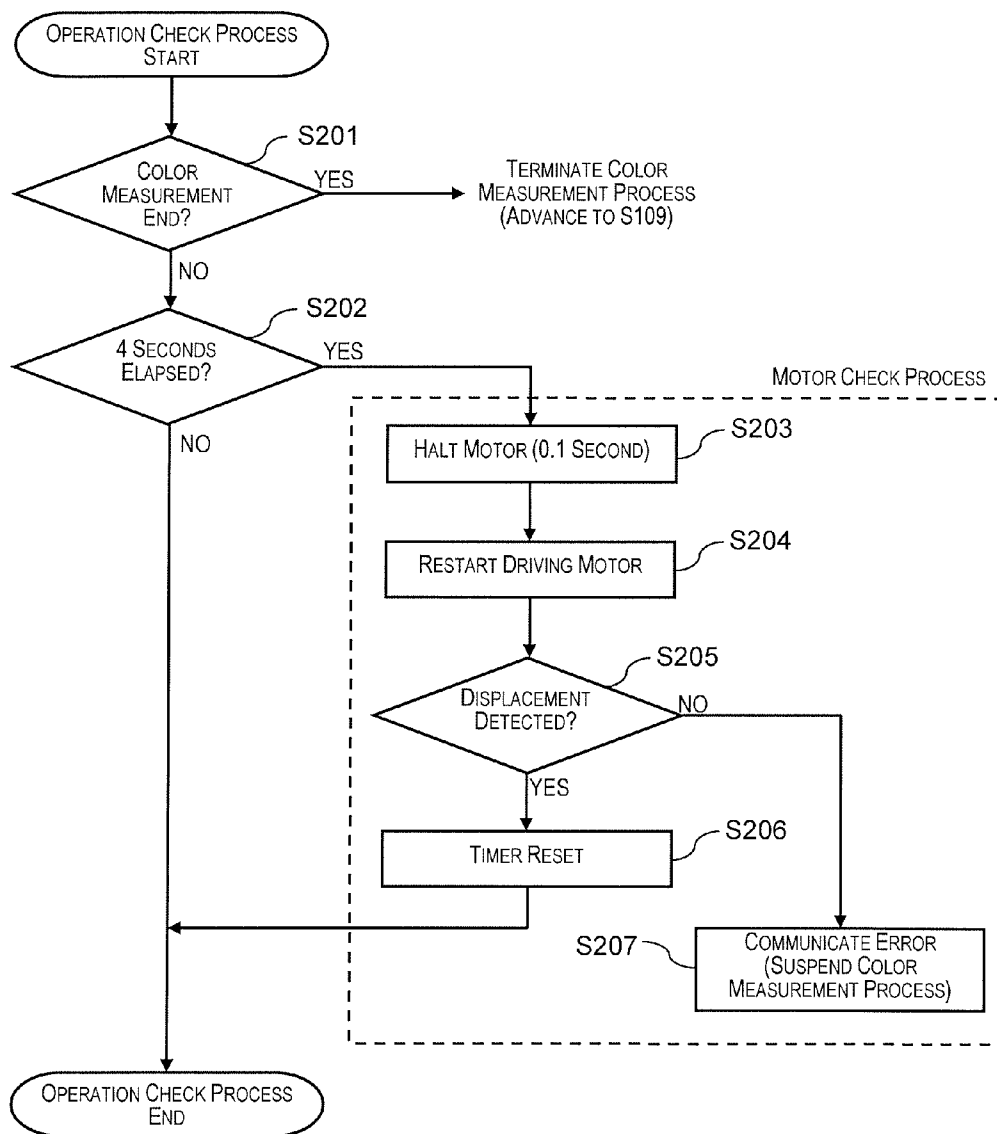 OPERATION CHECK PROCESS
START
S201
COLOR
MEASUREMENT
END?
YES
TERMINATE COLOR
MEASUREMENT PROCESS
(ADVANCE TO S109)
NO
S202
4 SECONDS
ELAPSED?
YES
NO
MOTOR CHECK PROCESS
S203
HALT MOTOR (0.1 SECOND)
S204
RESTART DRIVING MOTOR
S205
DISPLACEMENT
DETECTED?
NO
YES
S206
TIMER RESET
S207
COMMUNICATE ERROR
(SUSPEND COLOR
MEASUREMENT PROCESS)
OPERATION CHECK PROCESS
END